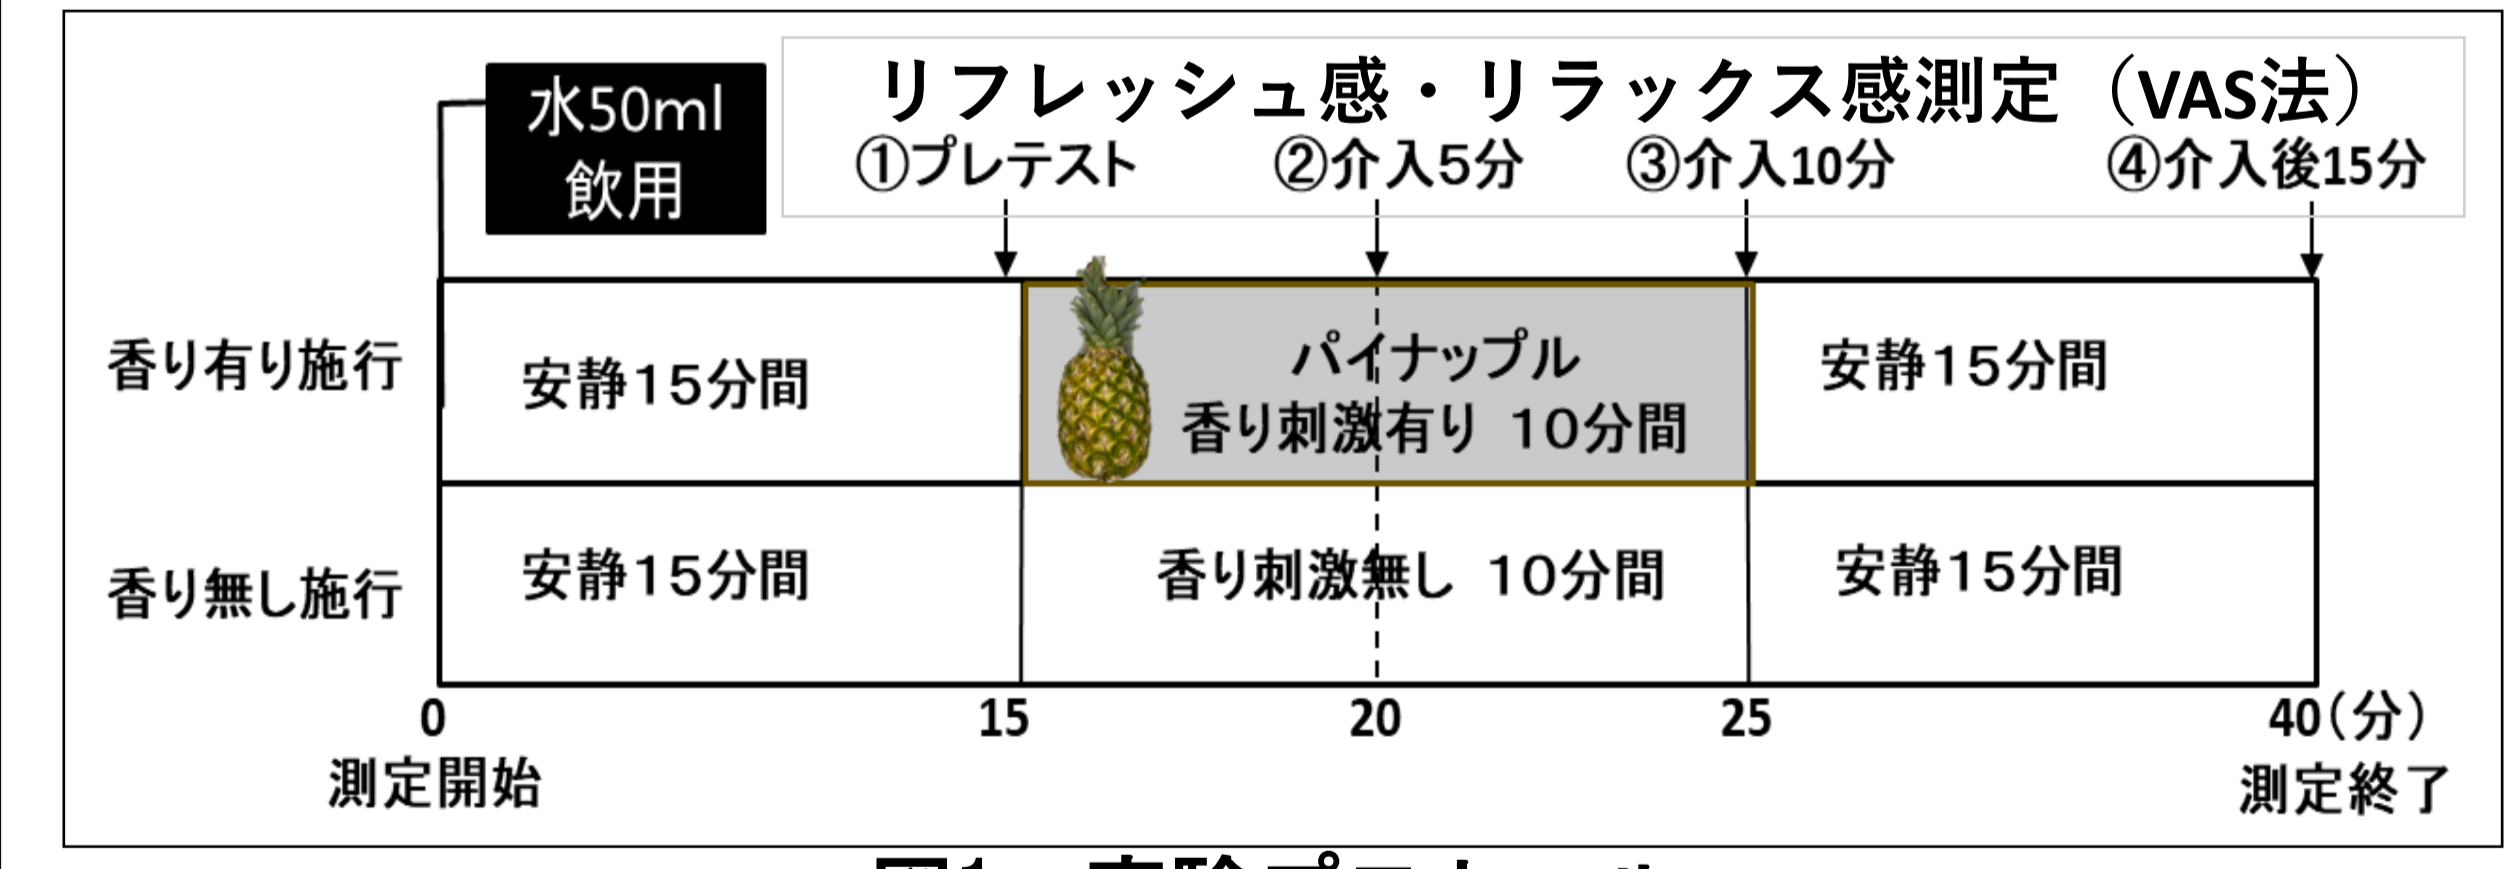 水50ml
飲用
リフレッシュ感・リラックス感測定（VAS法）
①プレテスト
②介入5分
③介入10分
④介入後15分
香り有り施行
安静15分間
パイナップル
香り刺激有り 10分間
安静15分間
香り無し施行
安静15分間
香り刺激無し 10分間
安静15分間
0
15
20
25
40（分）
測定開始
測定終了